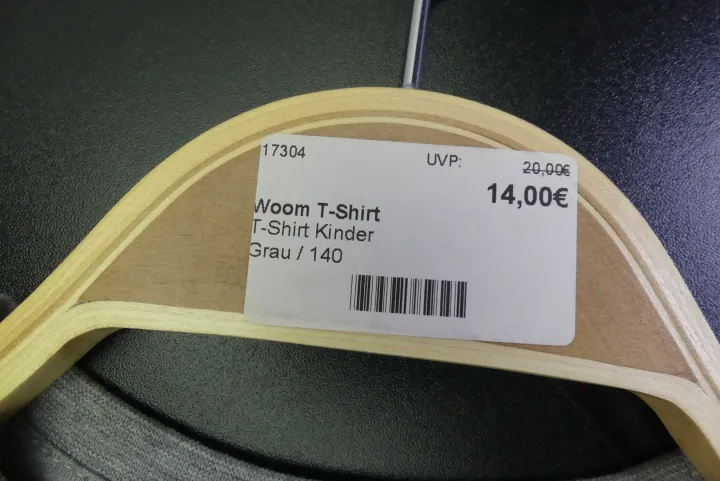 17304
UVP: 20,00€
14,00€
Woom T-Shirt
T-Shirt Kinder
Grau / 140